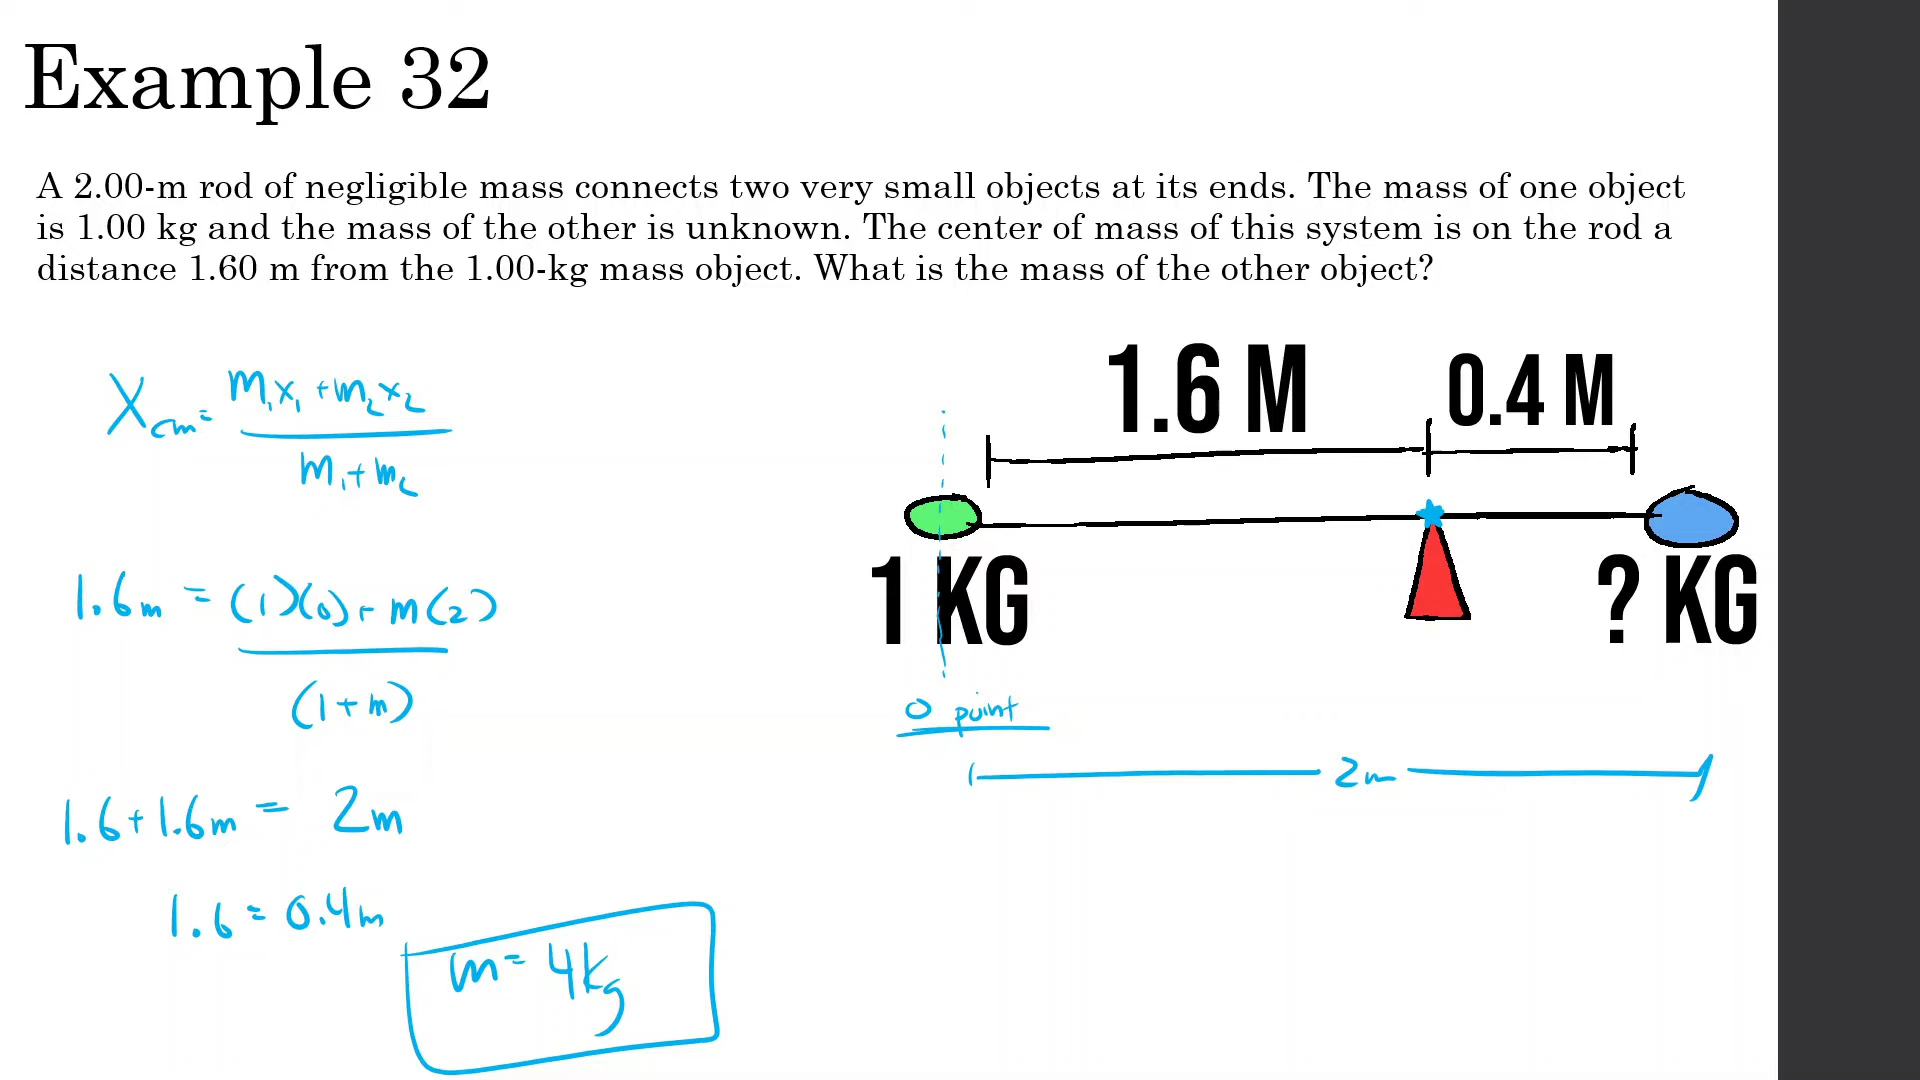 Example 32
A 2.00-m rod of negligible mass connects two very small objects at its ends. The mass of one object
is 1.00 kg and the mass of the other is unknown. The center of mass of this system is on the rod a
distance 1.60 m from the 1.00-kg mass object. What is the mass of the other object?
Xcm = m₁x₁ + m₂x₂
m₁ + m₂
1.6m = (1)(0) + m(2)
(1 + m)
1.6 + 1.6m = 2m
1.6 = 0.4m
m = 4kg
1.6 M
0.4 M
1 KG
? KG
0 point
2m